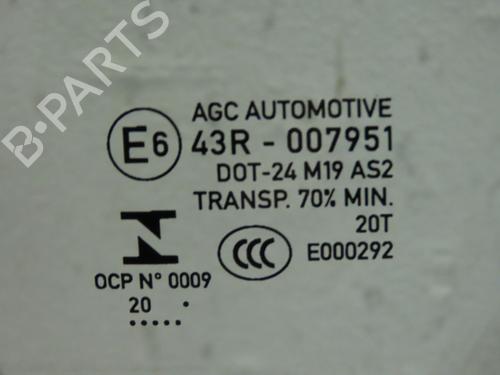 AGC AUTOMOTIVE
E6 43R - 007951
DOT-24 M19 AS2
TRANSP. 70% MIN.
20T
CCC E000292
OCP N° 0009
20 .
.....
B-PARTS